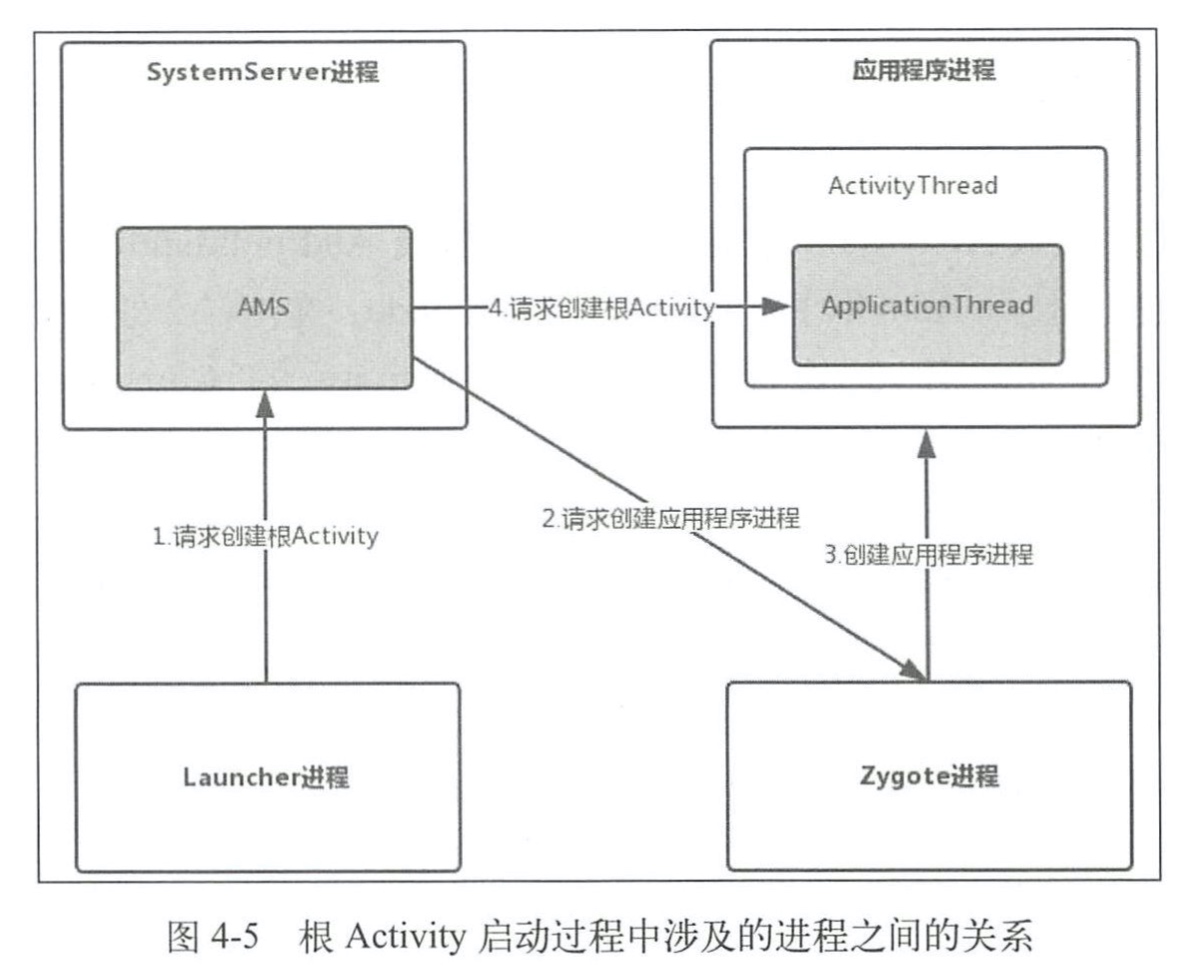 SystemServer进程
应用程序进程
ActivityThread
AMS
4.请求创建根Activity
ApplicationThread
1.请求创建根Activity
2.请求创建应用程序进程
3.创建应用程序进程
Launcher进程
Zygote进程
图 4-5 根 Activity 启动过程中涉及的进程之间的关系